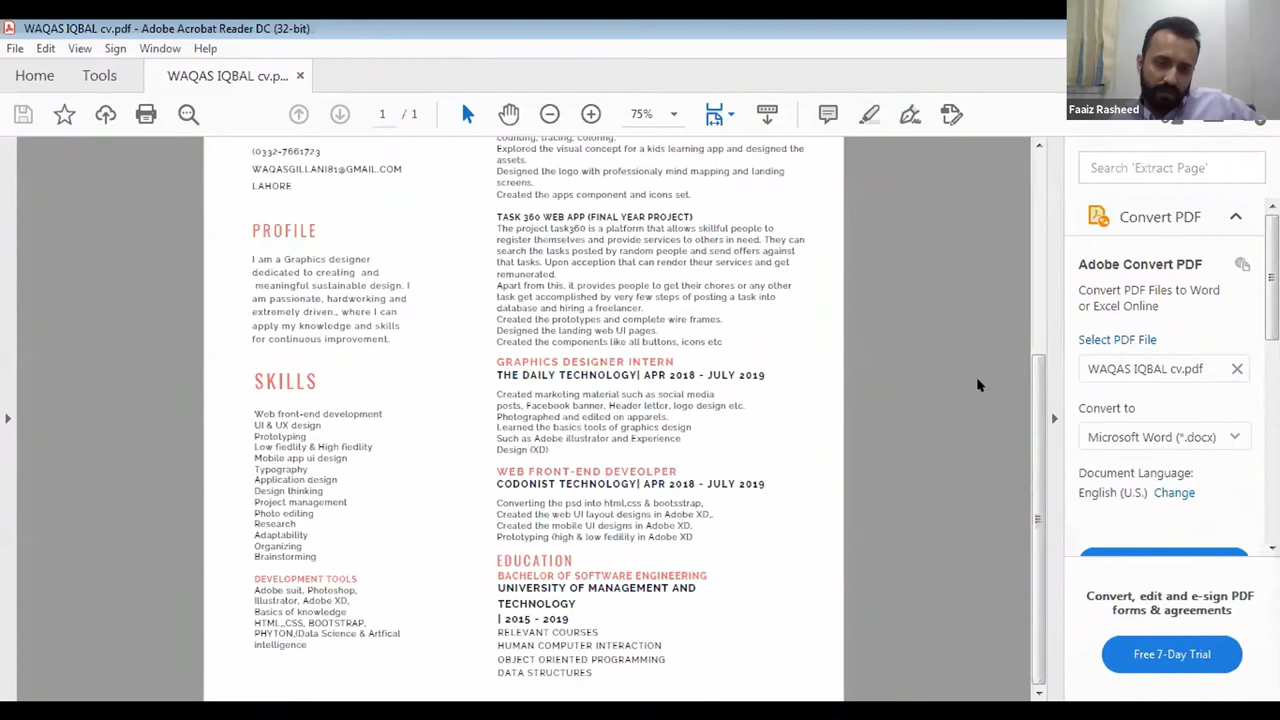 WAQAS IQBAL cv.pdf - Adobe Acrobat Reader DC (32-bit)
File Edit View Sign Window Help
Home Tools WAQAS IQBAL cv.p... ×
1 / 1 75%
Faaiz Rasheed
(0332-7661723
WAQASGILLANI81@GMAIL.COM
LAHORE
PROFILE
I am a Graphics designer
dedicated to creating and
meaningful sustainable design. I
am passionate, hardworking and
extremely driven., where I can
apply my knowledge and skills
for continuous improvement.
SKILLS
Web front-end development
UI & UX design
Prototyping
Low fiedlity & High fiedlity
Mobile app ui design
Typography
Application design
Design thinking
Project management
Photo editing
Research
Adaptability
Organizing
Brainstorming
DEVELOPMENT TOOLS
Adobe suit, Photoshop,
Illustrator, Adobe XD,
Basics of knowledge
HTML,,CSS, BOOTSTRAP,
PHYTON,(Data Science & Artfical
intelligence
counting, tracing, coloring.
Explored the visual concept for a kids learning app and designed the
assets.
Designed the logo with professionaly mind mapping and landing
screens.
Created the apps component and icons set.
TASK 360 WEB APP (FINAL YEAR PROJECT)
The project task360 is a platform that allows skillful people to
register themselves and provide services to others in need. They can
search the tasks posted by random people and send offers against
that tasks. Upon acception that can render theur services and get
remunerated.
Apart from this, it provides people to get their chores or any other
task get accomplished by very few steps of posting a task into
database and hiring a freelancer.
Created the prototypes and complete wire frames.
Designed the landing web UI pages.
Created the components like all buttons, icons etc
GRAPHICS DESIGNER INTERN
THE DAILY TECHNOLOGY| APR 2018 - JULY 2019
Created marketing material such as social media
posts, Facebook banner, Header letter, logo design etc.
Photographed and edited on apparels.
Learned the basics tools of graphics design
Such as Adobe illustrator and Experience
Design (XD)
WEB FRONT-END DEVEOLPER
CODONIST TECHNOLOGY| APR 2018 - JULY 2019
Converting the psd into html,css & bootsstrap,
Created the web UI layout designs in Adobe XD,.
Created the mobile UI designs in Adobe XD.
Prototyping (high & low fedility in Adobe XD
EDUCATION
BACHELOR OF SOFTWARE ENGINEERING
UNIVERSITY OF MANAGEMENT AND
TECHNOLOGY
| 2015 - 2019
RELEVANT COURSES
HUMAN COMPUTER INTERACTION
OBJECT ORIENTED PROGRAMMING
DATA STRUCTURES
Search 'Extract Page'
Convert PDF
Adobe Convert PDF
Convert PDF Files to Word
or Excel Online
Select PDF File
WAQAS IQBAL cv.pdf
Convert to
Microsoft Word (*.docx)
Document Language:
English (U.S.) Change
Convert, edit and e-sign PDF
forms & agreements
Free 7-Day Trial